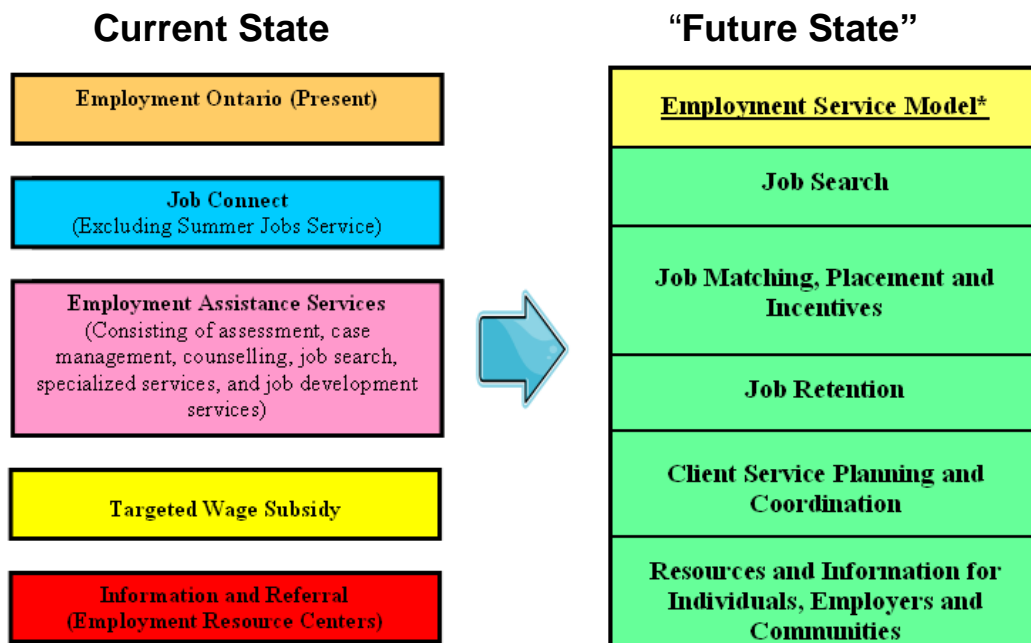 Current State
Employment Ontario (Present)
Job Connect
(Excluding Summer Jobs Service)
Employment Assistance Services
(Consisting of assessment, case
management, counselling, job search,
specialized services, and job development
services)
Targeted Wage Subsidy
Information and Referral
(Employment Resource Centers)
“Future State”
Employment Service Model*
Job Search
Job Matching, Placement and
Incentives
Job Retention
Client Service Planning and
Coordination
Resources and Information for
Individuals, Employers and
Communities